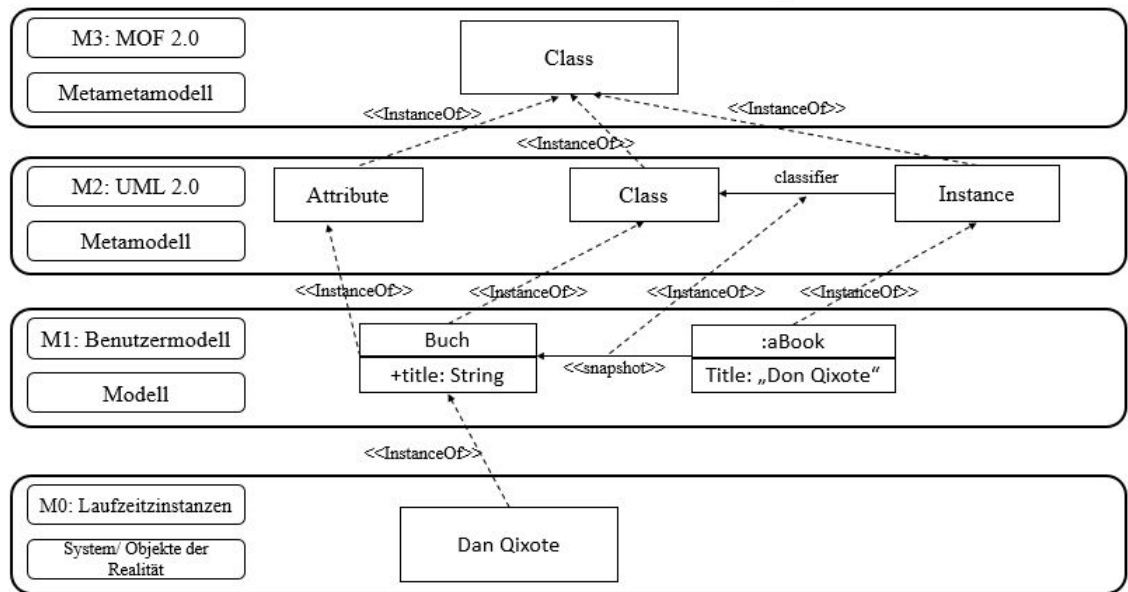 M3: MOF 2.0
Metametamodell
Class
<<InstanceOf>>
<<InstanceOf>>
<<InstanceOf>>
M2: UML 2.0
Metamodell
Attribute
Class
classifier
Instance
<<InstanceOf>>
<<InstanceOf>>
<<InstanceOf>>
<<InstanceOf>>
M1: Benutzermodell
Modell
Buch
+title: String
<<snapshot>>
:aBook
Title: „Don Qixote“
<<InstanceOf>>
M0: Laufzeitzinstanzen
System/ Objekte der
Realität
Dan Qixote